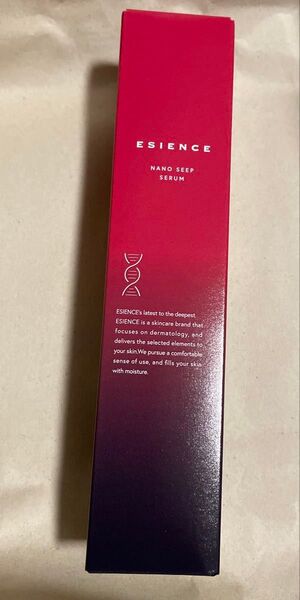 ESIENCE
NANO SEEP
SERUM
ESIENCE's latest to the deepest
ESIENCE is a skincare brand that
focuses on dermatology, and
delivers the selected elements to
your skin.We pursue a comfortable
sense of use, and fills your skin
with moisture.